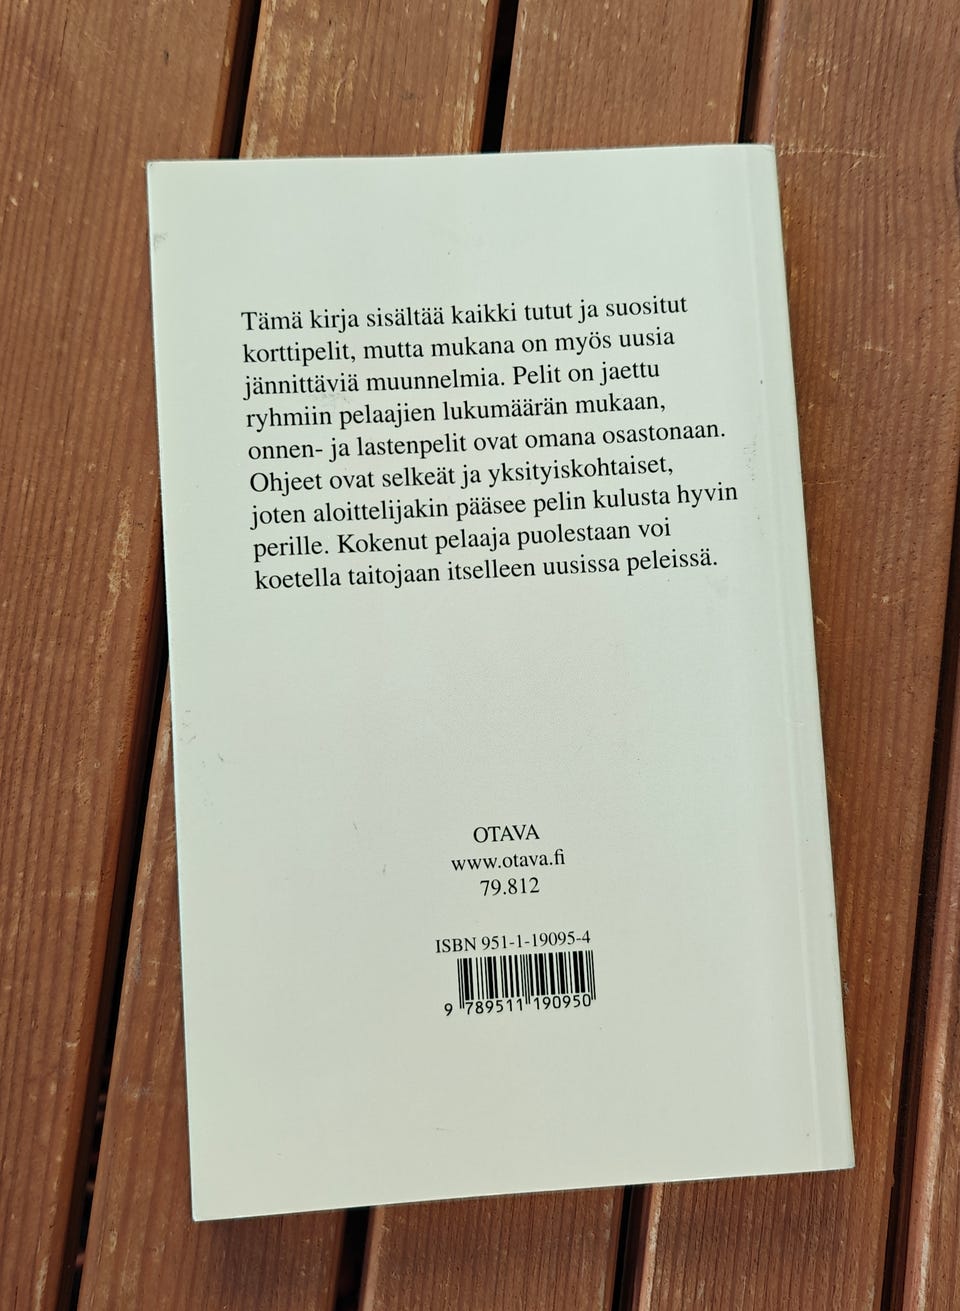 Tämä kirja sisältää kaikki tutut ja suositut
korttipelit, mutta mukana on myös uusia
jännittäviä muunnelmia. Pelit on jaettu
ryhmiin pelaajien lukumäärän mukaan,
onnen- ja lastenpelit ovat omana osastonaan.
Ohjeet ovat selkeät ja yksityiskohtaiset,
joten aloittelijakin pääsee pelin kulusta hyvin
perille. Kokenut pelaaja puolestaan voi
koetella taitojaan itselleen uusissa peleissä.
OTAVA
www.otava.fi
79.812
ISBN 951-1-19095-4
9 789511 190950